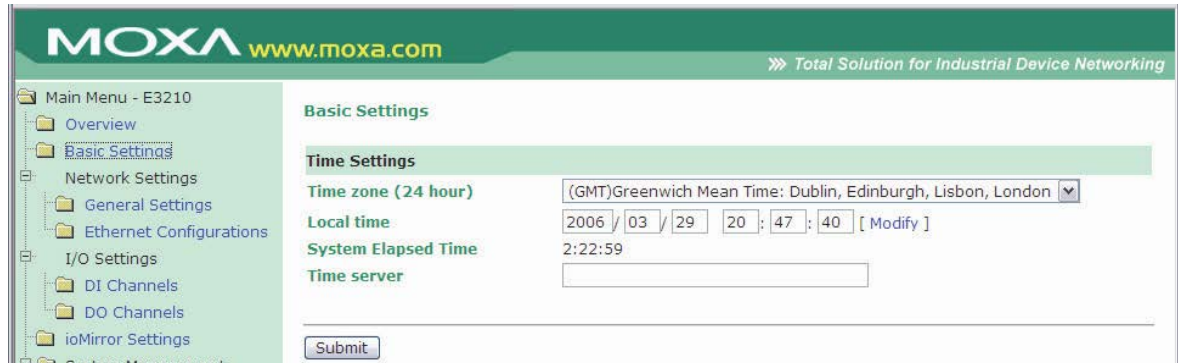 MOXA www.moxa.com
Total Solution for Industrial Device Networking
Main Menu - E3210
Overview
Basic Settings
Network Settings
General Settings
Ethernet Configurations
I/O Settings
DI Channels
DO Channels
ioMirror Settings
Basic Settings
Time Settings
Time zone (24 hour) (GMT)Greenwich Mean Time: Dublin, Edinburgh, Lisbon, London
Local time 2006 / 03 / 29 20 : 47 : 40 [ Modify ]
System Elapsed Time 2:22:59
Time server
Submit